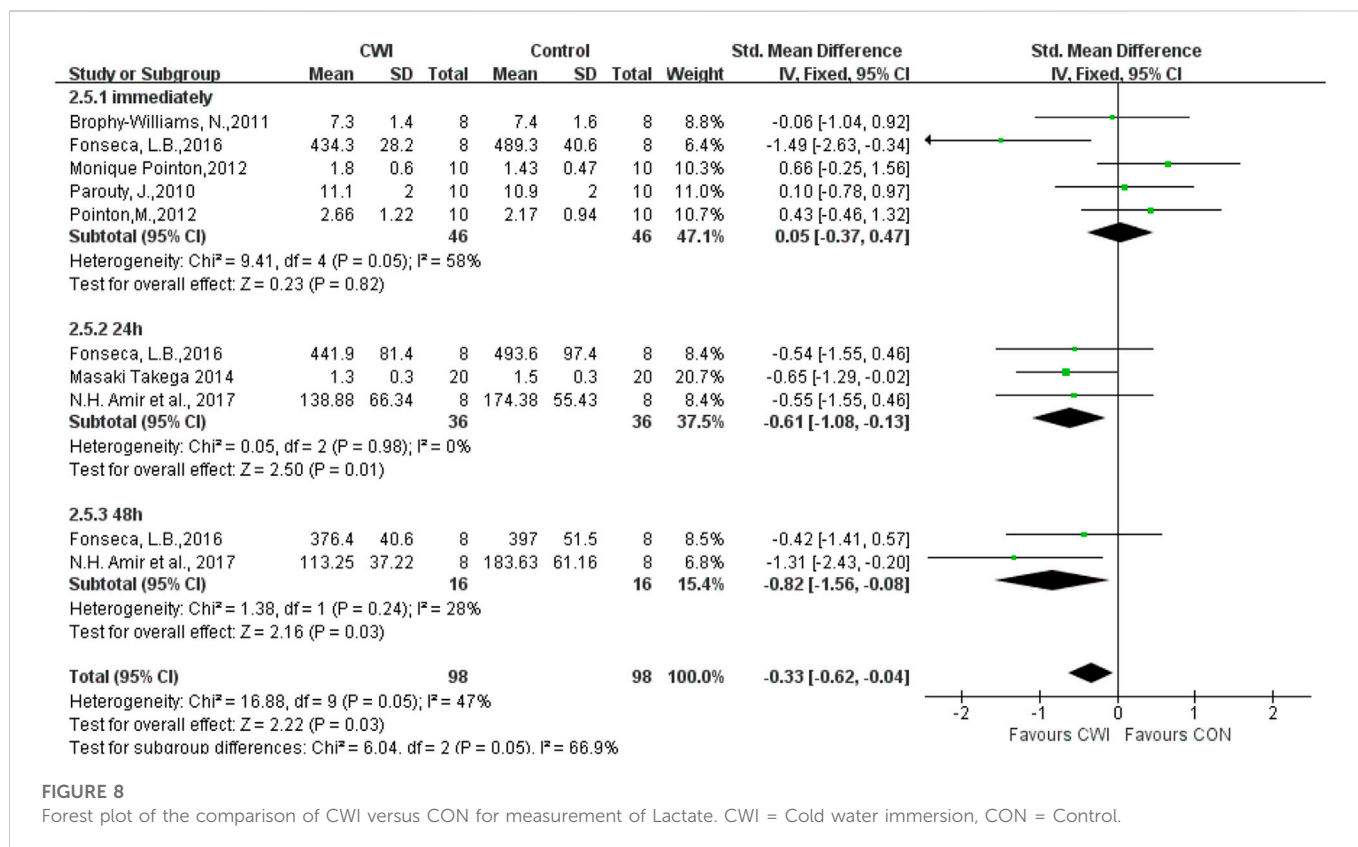 CWI Control Std. Mean Difference Std. Mean Difference
Study or Subgroup Mean SD Total Mean SD Total Weight IV, Fixed, 95% CI IV, Fixed, 95% CI
2.5.1 immediately
Brophy-Williams, N.,2011 7.3 1.4 8 7.4 1.6 8 8.8% -0.06 [-1.04, 0.92]
Fonseca, L.B.,2016 434.3 28.2 8 489.3 40.6 8 6.4% -1.49 [-2.63, -0.34]
Monique Pointon,2012 1.8 0.6 10 1.43 0.47 10 10.3% 0.66 [-0.25, 1.56]
Parouty, J.,2010 11.1 2 10 10.9 2 10 11.0% 0.10 [-0.78, 0.97]
Pointon,M.,2012 2.66 1.22 10 2.17 0.94 10 10.7% 0.43 [-0.46, 1.32]
Subtotal (95% CI) 46 46 47.1% 0.05 [-0.37, 0.47]
Heterogeneity: Chi² = 9.41, df = 4 (P = 0.05); I² = 58%
Test for overall effect: Z = 0.23 (P = 0.82)
2.5.2 24h
Fonseca, L.B.,2016 441.9 81.4 8 493.6 97.4 8 8.4% -0.54 [-1.55, 0.46]
Masaki Takega 2014 1.3 0.3 20 1.5 0.3 20 20.7% -0.65 [-1.29, -0.02]
N.H. Amir et al., 2017 138.88 66.34 8 174.38 55.43 8 8.4% -0.55 [-1.55, 0.46]
Subtotal (95% CI) 36 36 37.5% -0.61 [-1.08, -0.13]
Heterogeneity: Chi² = 0.05, df = 2 (P = 0.98); I² = 0%
Test for overall effect: Z = 2.50 (P = 0.01)
2.5.3 48h
Fonseca, L.B.,2016 376.4 40.6 8 397 51.5 8 8.5% -0.42 [-1.41, 0.57]
N.H. Amir et al., 2017 113.25 37.22 8 183.63 61.16 8 6.8% -1.31 [-2.43, -0.20]
Subtotal (95% CI) 16 16 15.4% -0.82 [-1.56, -0.08]
Heterogeneity: Chi² = 1.38, df = 1 (P = 0.24); I² = 28%
Test for overall effect: Z = 2.16 (P = 0.03)
Total (95% CI) 98 98 100.0% -0.33 [-0.62, -0.04]
Heterogeneity: Chi² = 16.88, df = 9 (P = 0.05); I² = 47%
Test for overall effect: Z = 2.22 (P = 0.03)
Test for subgroup differences: Chi² = 6.04, df = 2 (P = 0.05), I² = 66.9%
-2 -1 0 1 2
Favours CWI Favours CON
FIGURE 8
Forest plot of the comparison of CWI versus CON for measurement of Lactate. CWI = Cold water immersion, CON = Control.